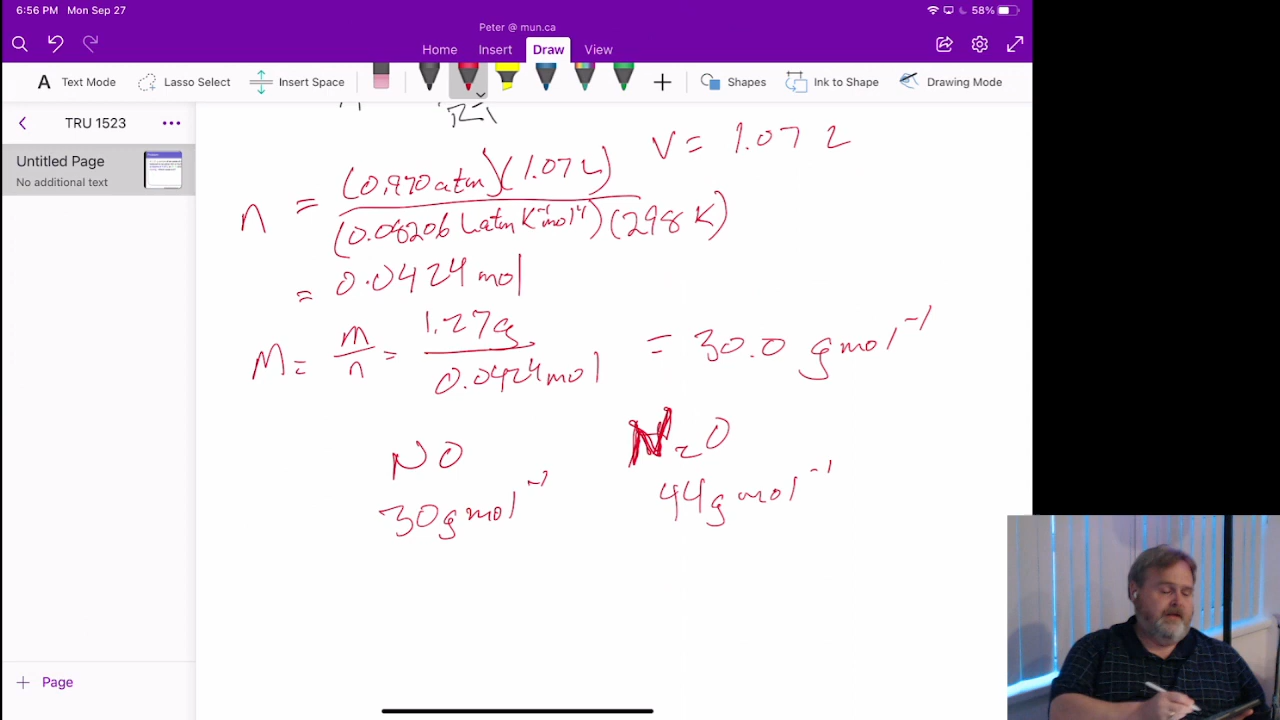 6:56 PM Mon Sep 27
58%
Peter @ mun.ca
Home Insert Draw View
Text Mode Lasso Select Insert Space Shapes Ink to Shape Drawing Mode
TRU 1523
Untitled Page
No additional text
V = 1.07 L
n = (0.970 atm)(1.07 L)
(0.08206 L atm K⁻¹ mol⁻¹)(298 K)
= 0.0424 mol
M = m/n = 1.27g / 0.0424 mol = 30.0 g mol⁻¹
NO N₂O
30 g mol⁻¹ 44 g mol⁻¹
Page